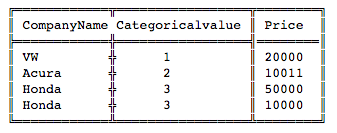 CompanyName Categoricalvalue Price
VW 1 20000
Acura 2 10011
Honda 3 50000
Honda 3 10000